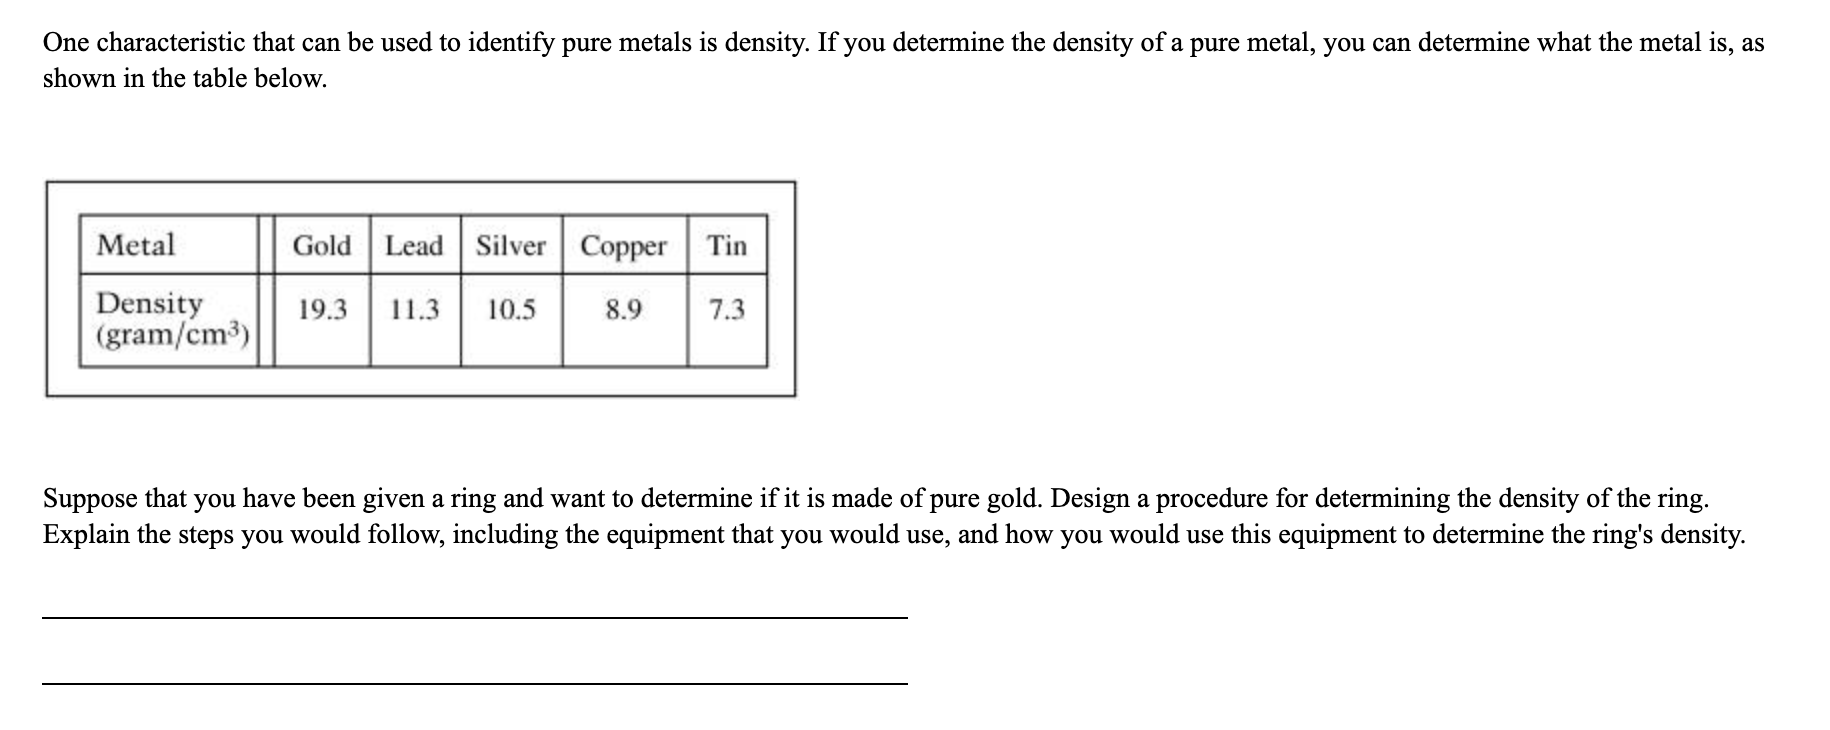 One characteristic that can be used to identify pure metals is density. If you determine the density of a pure metal, you can determine what the metal is, as
shown in the table below.
Metal Gold Lead Silver Copper Tin
Density 19.3 11.3 10.5 8.9 7.3
(gram/cm³)
Suppose that you have been given a ring and want to determine if it is made of pure gold. Design a procedure for determining the density of the ring.
Explain the steps you would follow, including the equipment that you would use, and how you would use this equipment to determine the ring's density.